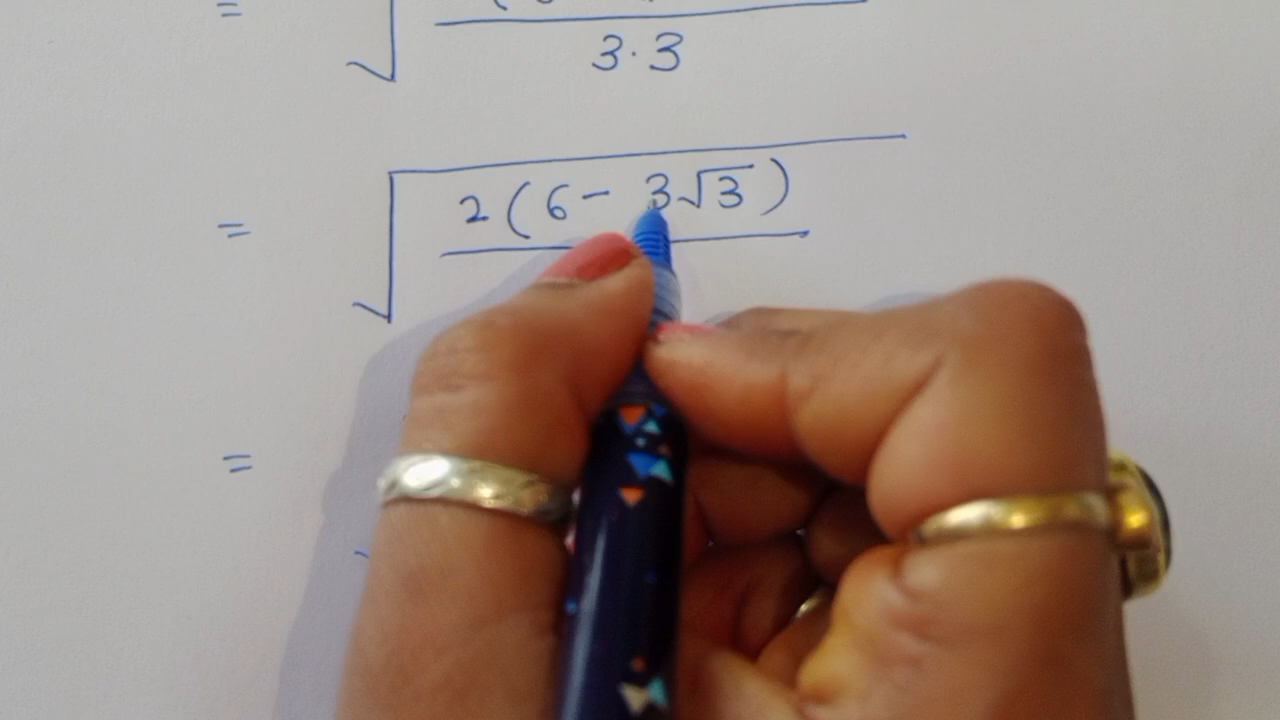 =
3·3
= √ 2(6 - 3√3)
=